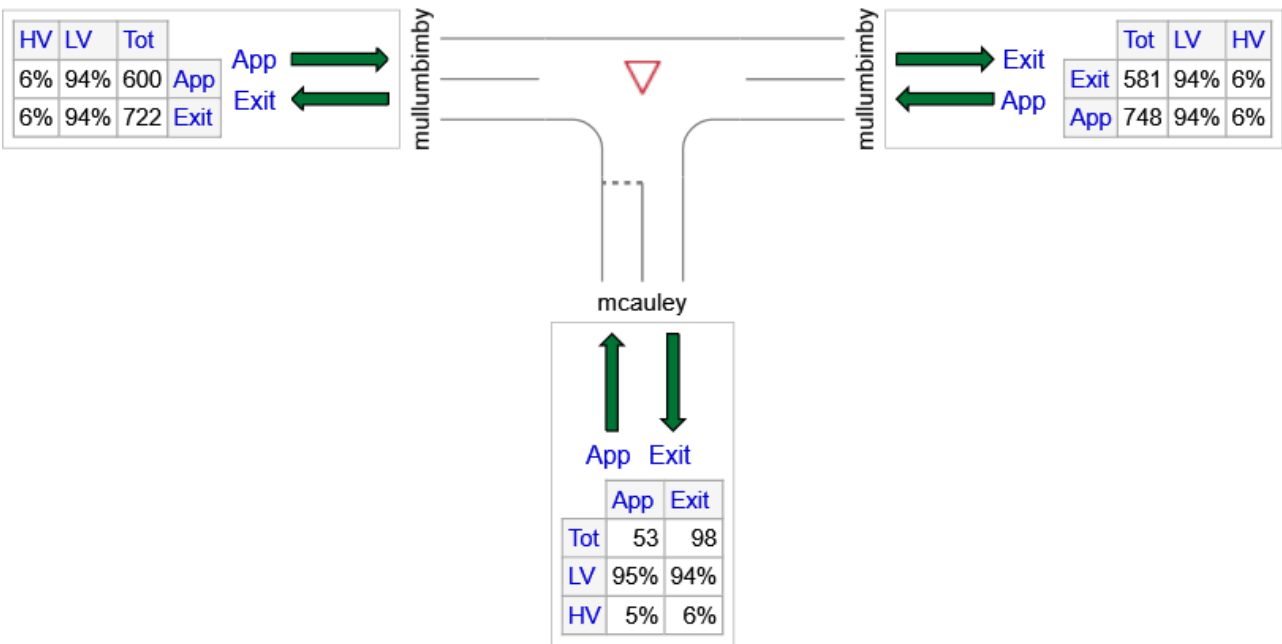 HV LV Tot
6% 94% 600 App
6% 94% 722 Exit
App
Exit
mullumbimby
mullumbimby
Exit
App
Tot LV HV
Exit 581 94% 6%
App 748 94% 6%
mcauley
App Exit
App Exit
Tot 53 98
LV 95% 94%
HV 5% 6%